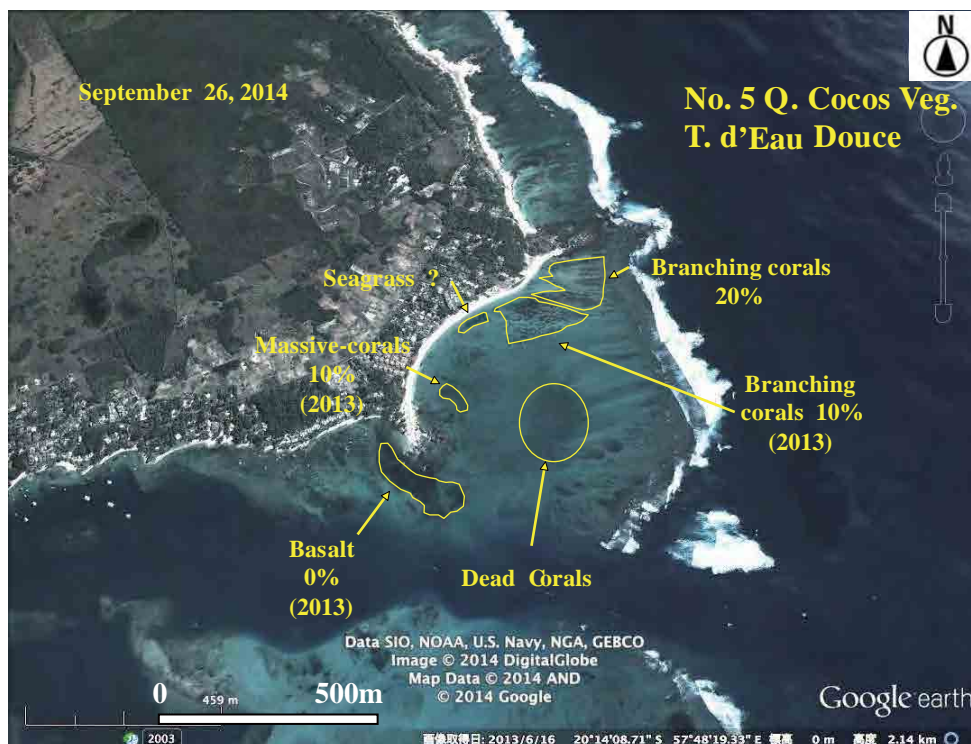 N
September 26, 2014
No. 5 Q. Cocos Veg.
T. d'Eau Douce
Seagrass ?
Branching corals
20%
Massive-corals
10%
(2013)
Branching
corals 10%
(2013)
Basalt
0%
(2013)
Dead Corals
Data SIO, NOAA, U.S. Navy, NGA, GEBCO
Image © 2014 DigitalGlobe
Map Data © 2014 AND
© 2014 Google
0 500m
459 m
Google earth
2003
画像取得日: 2013/6/16 20°14'08.71" S 57°48'19.33" E 標高 0 m 高度 2.14 km